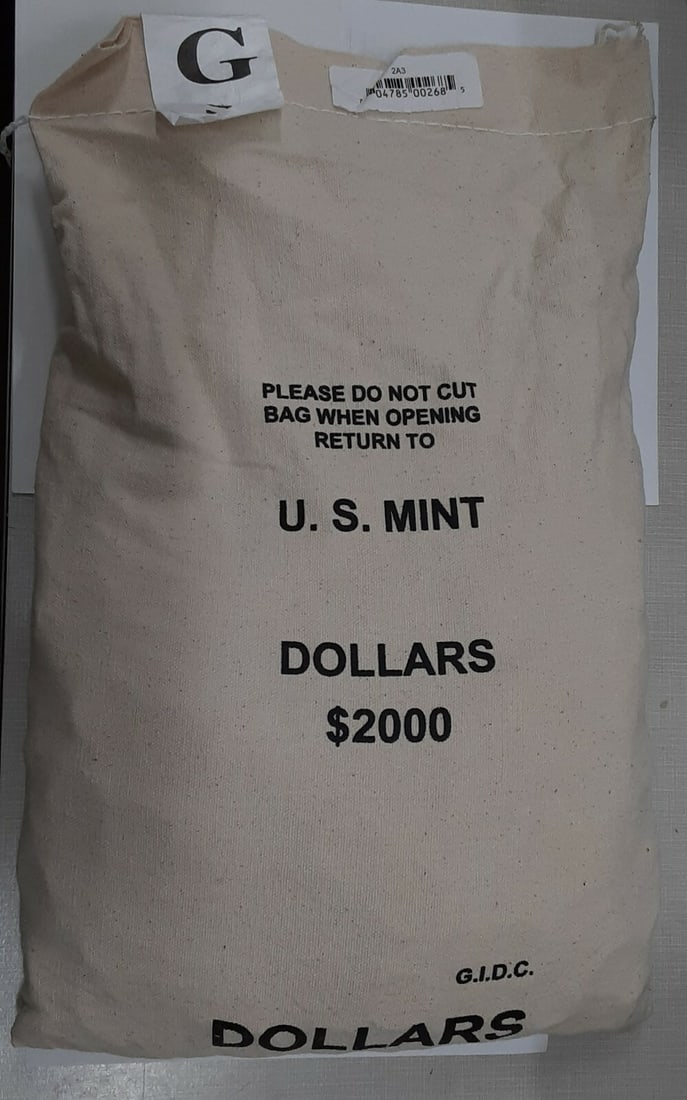 G
2A3
04785 00268 5
PLEASE DO NOT CUT
BAG WHEN OPENING
RETURN TO
U. S. MINT
DOLLARS
$2000
G.I.D.C.
DOLLARS